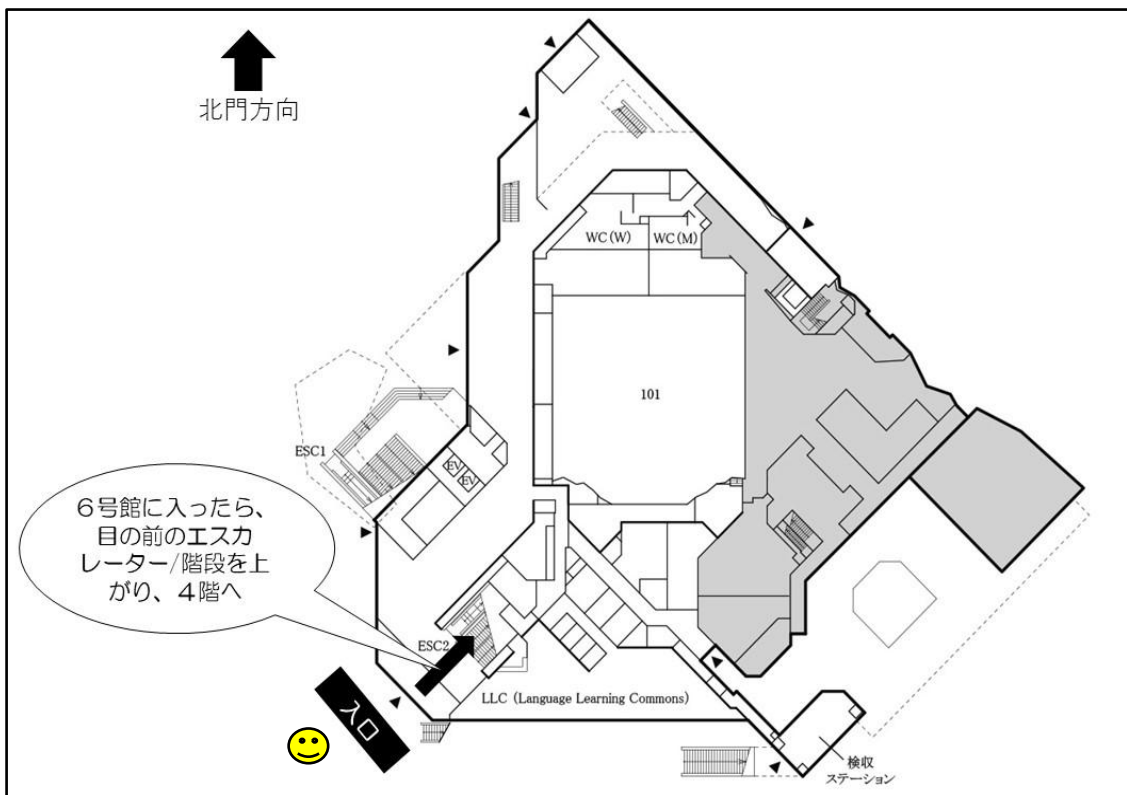 北門方向
WC(W)
WC(M)
101
ESC1
EV
EV
6号館に入ったら、
目の前のエスカ
レーター/階段を上
がり、4階へ
ESC2
入口
LLC (Language Learning Commons)
検収
ステーション